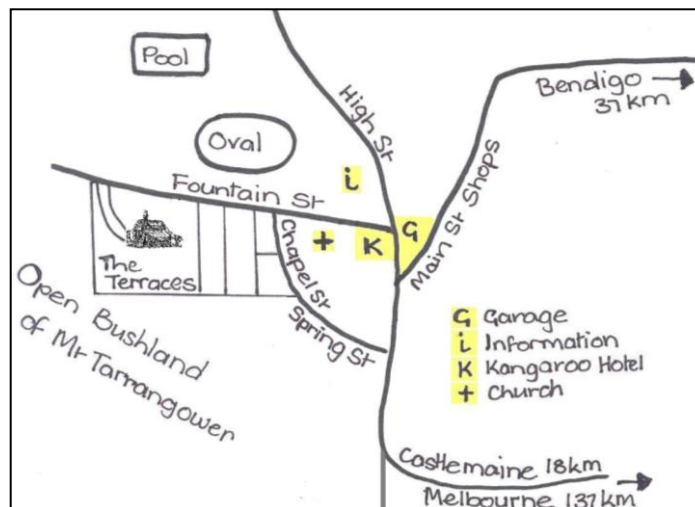 Pool
Bendigo
37 km
High St
Oval
Main St Shops
i
Fountain St
G
K
+
Chapel St
The
Terraces
Spring St
Open Bushland
of Mt Tarrangower
G Garage
i Information
K Kangaroo Hotel
+ Church
Castlemaine 18km
Melbourne 137km